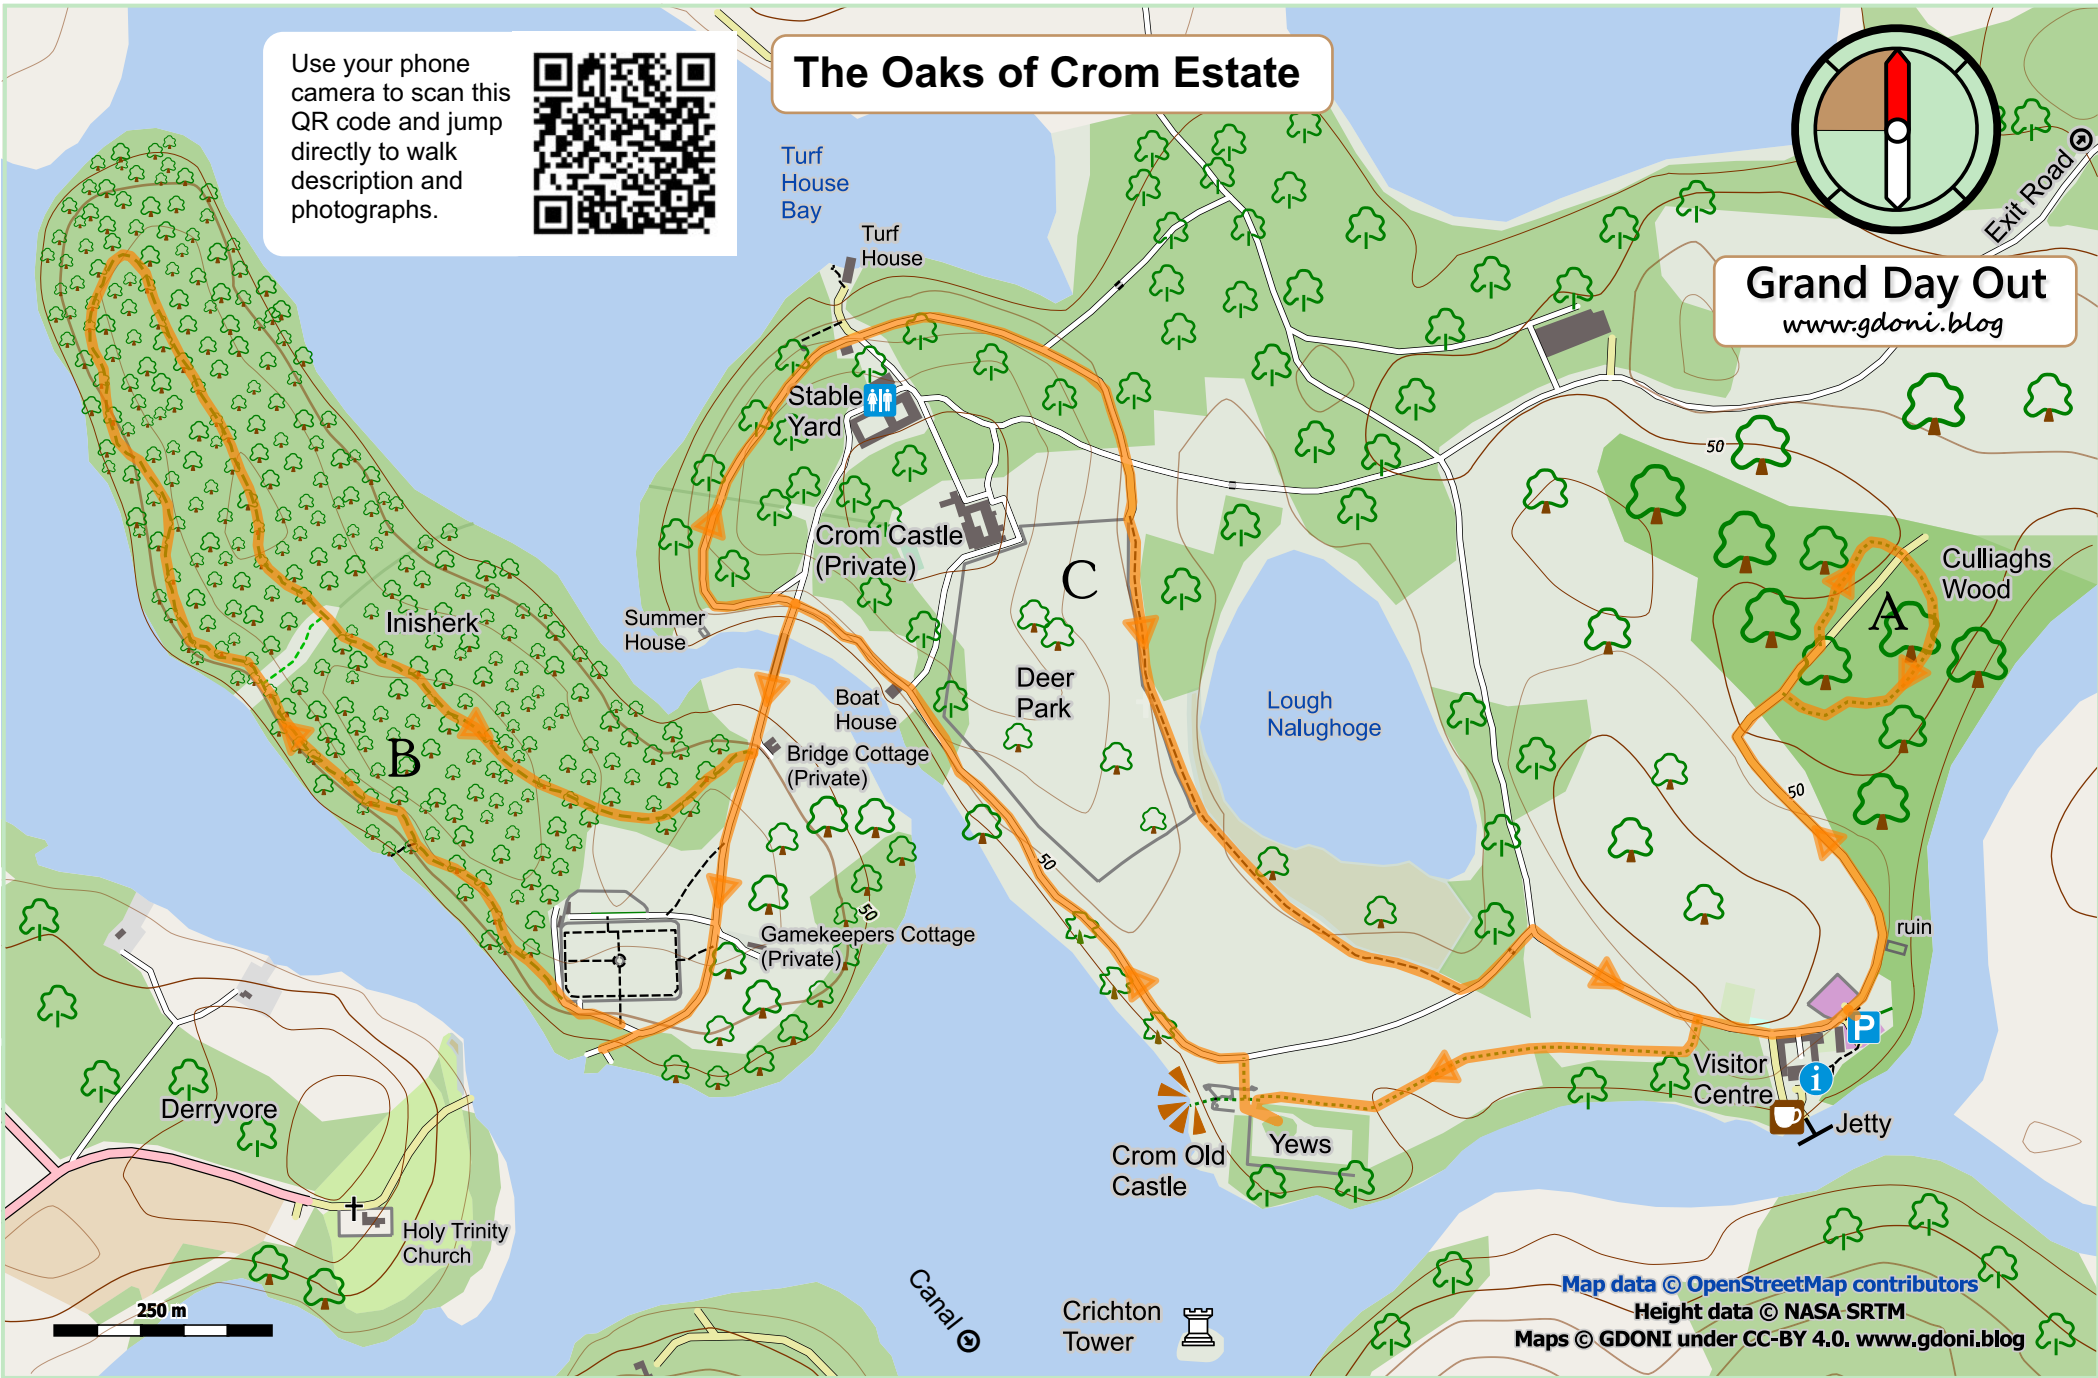 Use your phone
camera to scan this
QR code and jump
directly to walk
description and
photographs.
The Oaks of Crom Estate
Turf
House
Bay
Turf
House
Exit Road
Grand Day Out
www.gdoni.blog
Stable
Yard
50
Crom Castle
(Private)
C
Culliaghs
Wood
A
Inisherk
Summer
House
Deer
Park
Boat
House
Lough
Nalughoge
B
Bridge Cottage
(Private)
50
50
50
ruin
Gamekeepers Cottage
(Private)
P
Visitor
Centre
i
Jetty
Derryvore
Yews
Crom Old
Castle
Holy Trinity
Church
250 m
Canal
Crichton
Tower
Map data © OpenStreetMap contributors
Height data © NASA SRTM
Maps © GDONI under CC-BY 4.0. www.gdoni.blog